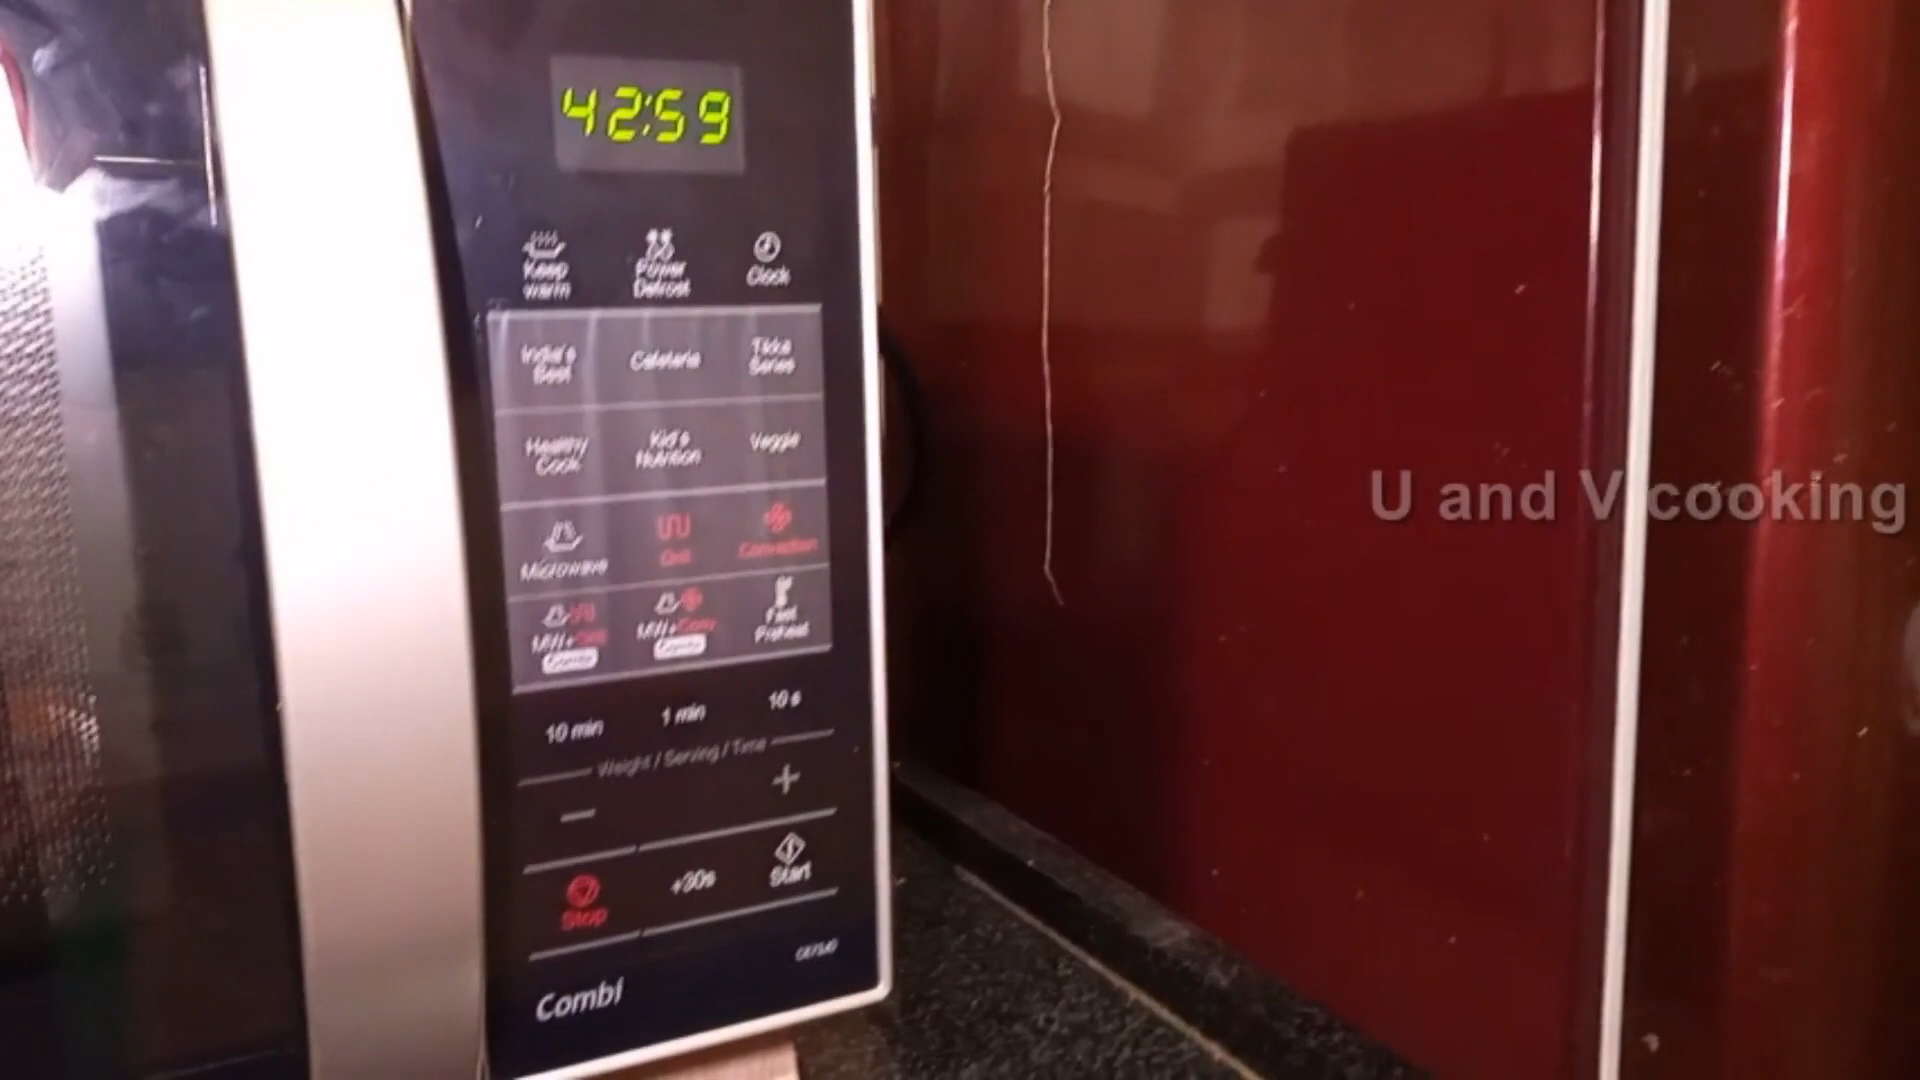 42:59
Keep
warm
Power
Defrost
Clock
India's
Best
Cafeteria
Tikka
Series
Healthy
Cook
Kid's
Nutrition
Veggie
Microwave
Grill
Convection
MW+Grill
Combi
MW+Conv
Combi
Fast
Preheat
10 min
1 min
10 s
Weight / Serving / Time
−
+
Stop
+30s
Start
Combi
U and V cooking